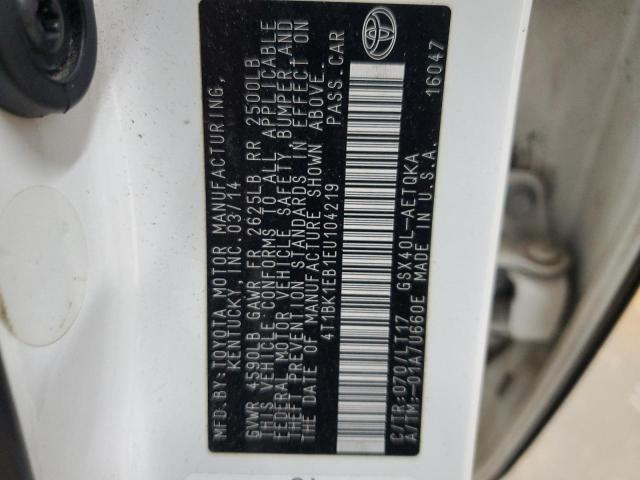 MFD. BY: TOYOTA MOTOR MANUFACTURING,
KENTUCKY, INC 03/14
GVWR 4590LB GAWR FR 2625LB RR 2500LB
THIS VEHICLE CONFORMS TO ALL APPLICABLE
FEDERAL MOTOR VEHICLE SAFETY, BUMPER, AND
THEFT PREVENTION STANDARDS IN EFFECT ON
THE DATE OF MANUFACTURE SHOWN ABOVE.
4T1BK1EB1EU104219 PASS. CAR
C/TR:070/LT17 GSX40L-AETQKA
A/TM:-01A/U660E MADE IN U.S.A. 16047